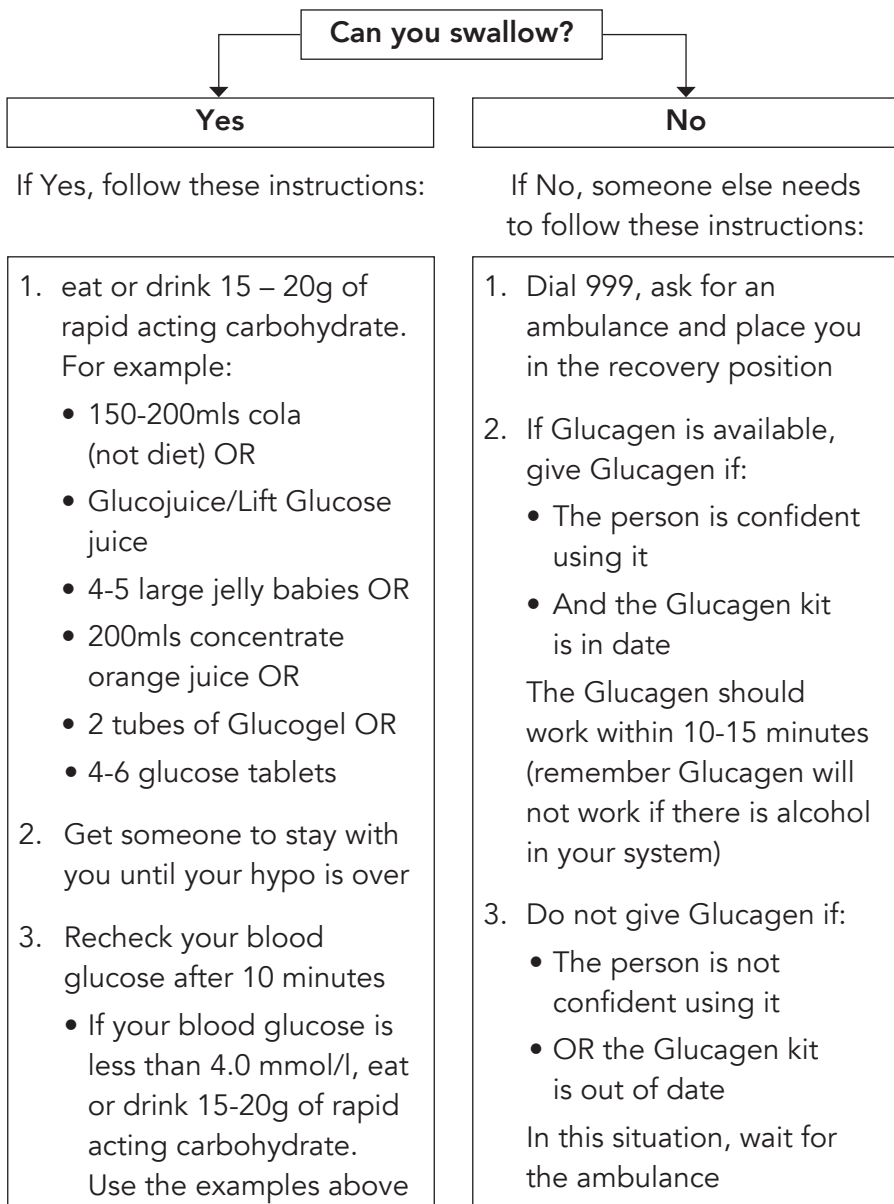 Can you swallow?
Yes
If Yes, follow these instructions:
1. eat or drink 15 – 20g of
rapid acting carbohydrate.
For example:
• 150-200mls cola
(not diet) OR
• Glucojuice/Lift Glucose
juice
• 4-5 large jelly babies OR
• 200mls concentrate
orange juice OR
• 2 tubes of Glucogel OR
• 4-6 glucose tablets
2. Get someone to stay with
you until your hypo is over
3. Recheck your blood
glucose after 10 minutes
• If your blood glucose is
less than 4.0 mmol/l, eat
or drink 15-20g of rapid
acting carbohydrate.
Use the examples above
No
If No, someone else needs
to follow these instructions:
1. Dial 999, ask for an
ambulance and place you
in the recovery position
2. If Glucagen is available,
give Glucagen if:
• The person is confident
using it
• And the Glucagen kit
is in date
The Glucagen should
work within 10-15 minutes
(remember Glucagen will
not work if there is alcohol
in your system)
3. Do not give Glucagen if:
• The person is not
confident using it
• OR the Glucagen kit
is out of date
In this situation, wait for
the ambulance